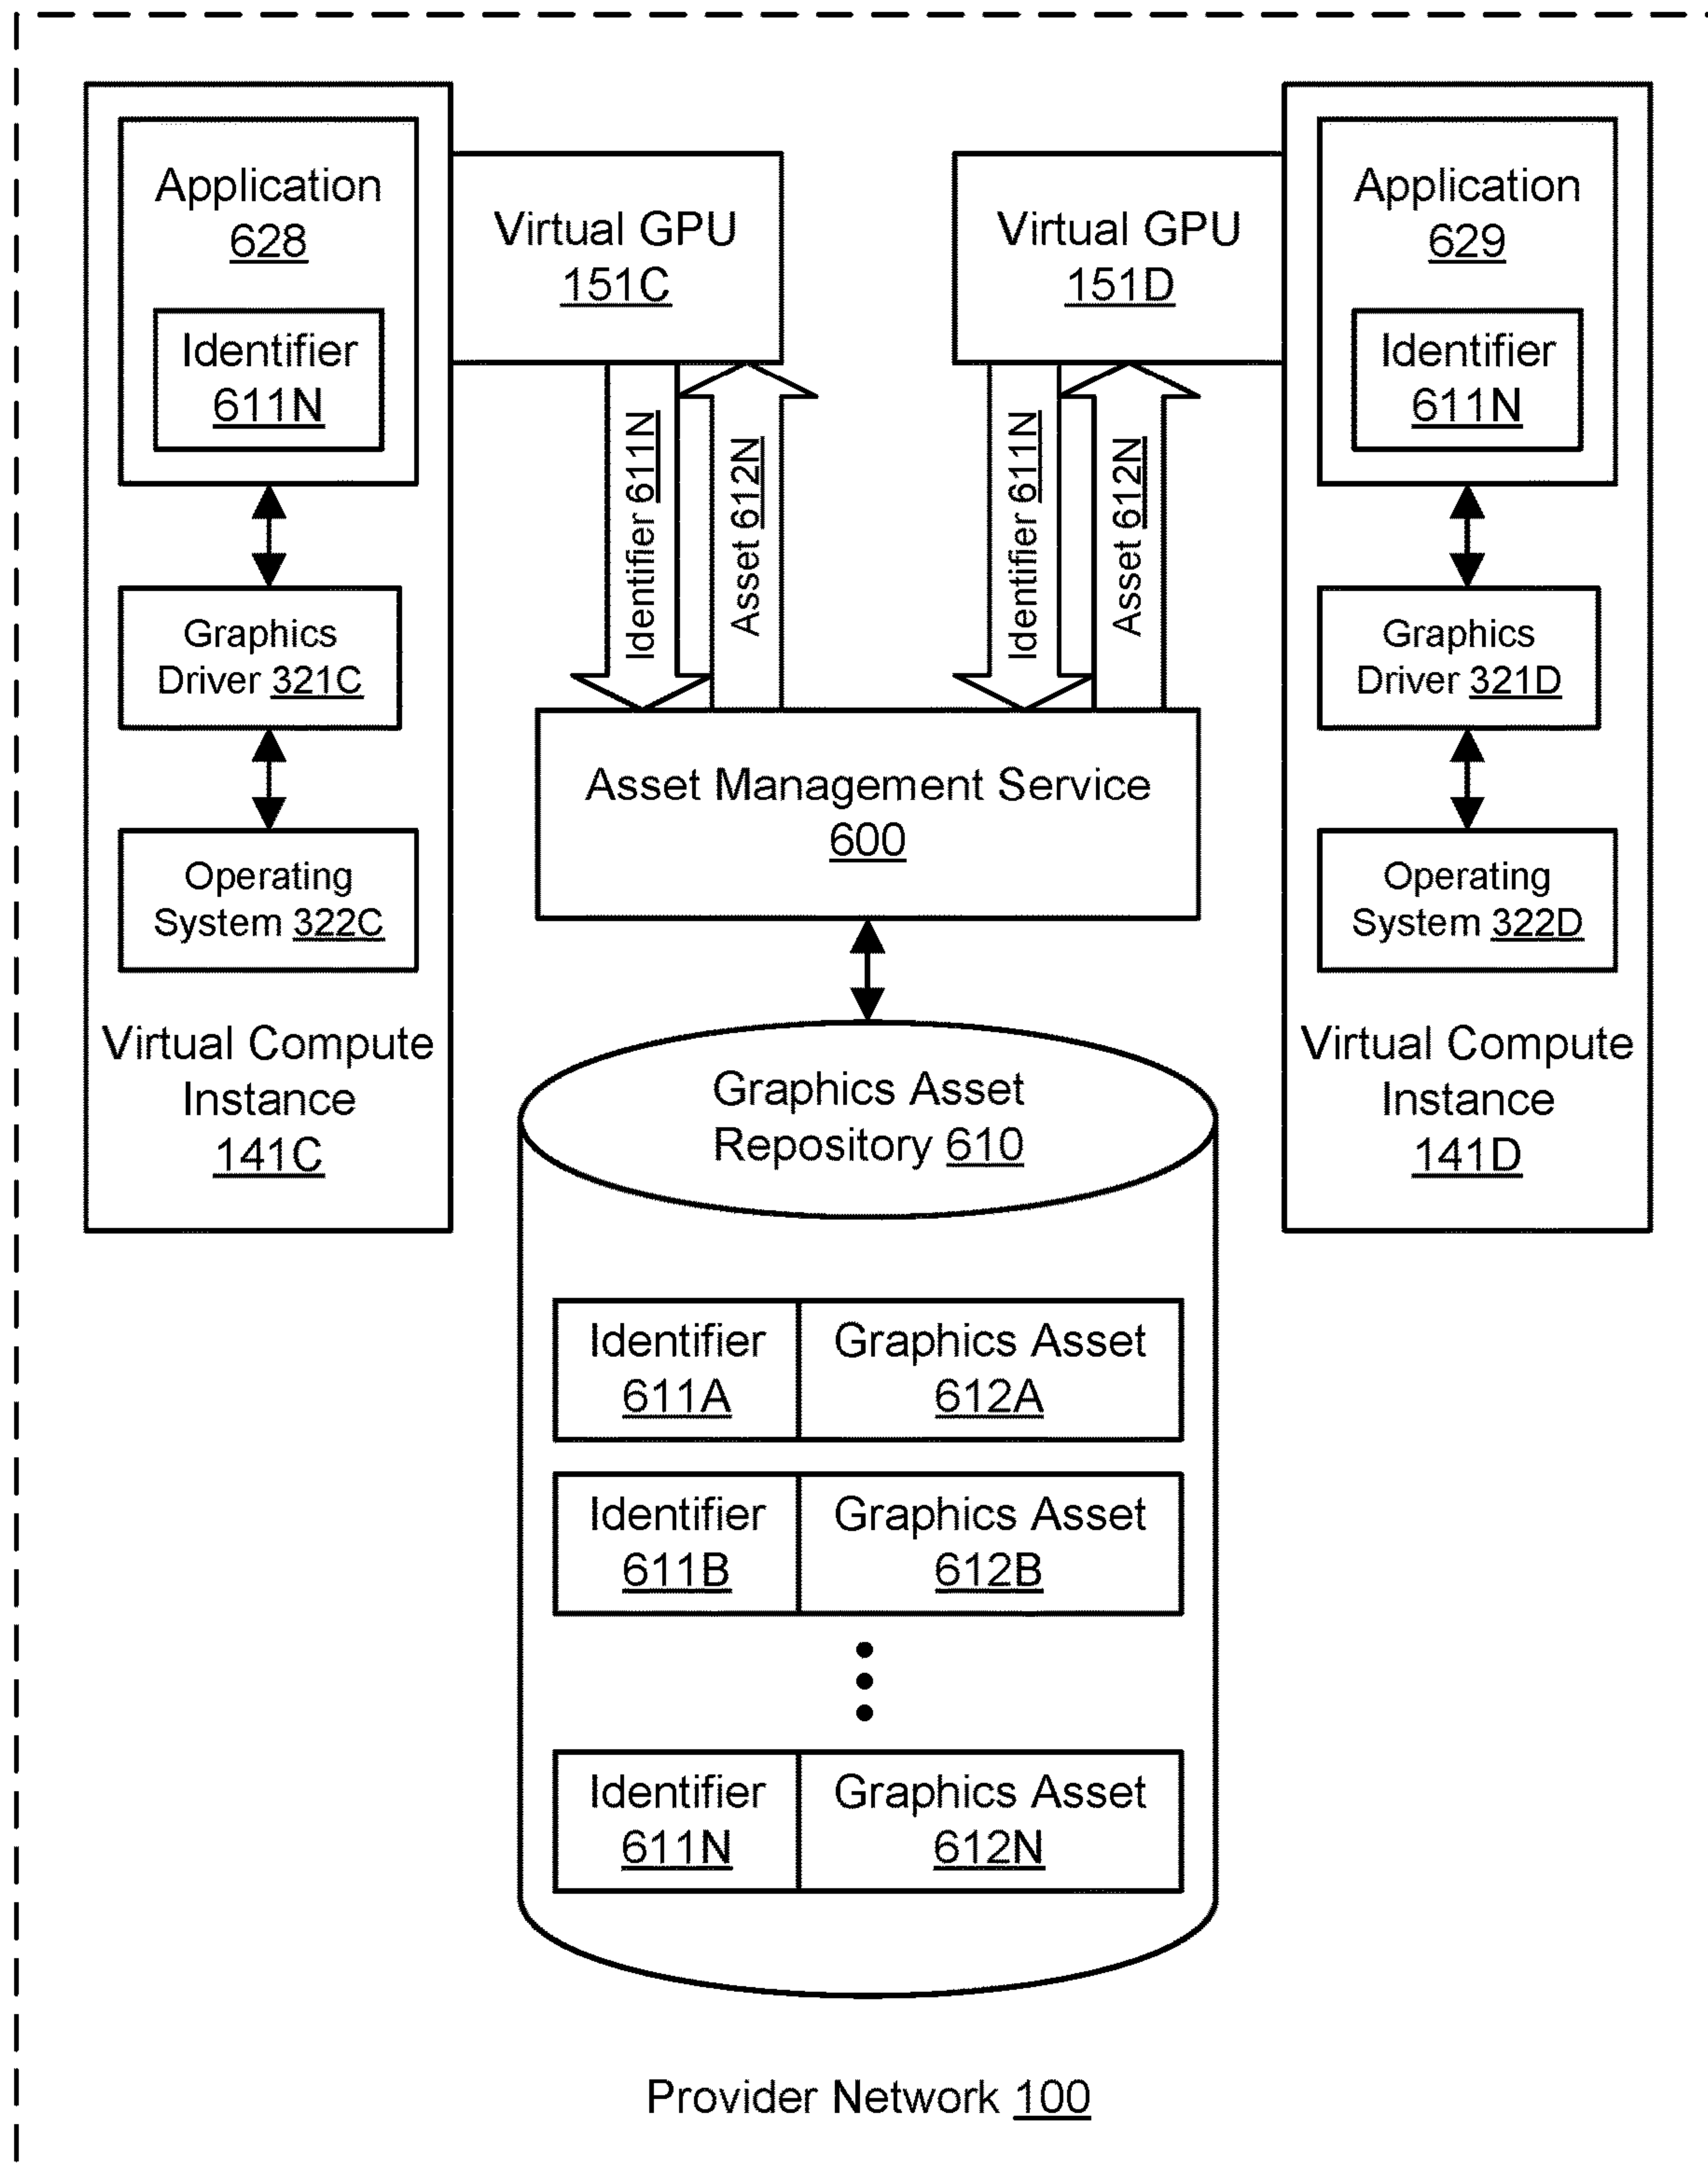 Application
628
Identifier
611N
Graphics
Driver 321C
Operating
System 322C
Virtual Compute
Instance
141C
Virtual GPU
151C
Identifier 611N
Asset 612N
Virtual GPU
151D
Identifier 611N
Asset 612N
Application
629
Identifier
611N
Graphics
Driver 321D
Operating
System 322D
Virtual Compute
Instance
141D
Asset Management Service
600
Graphics Asset
Repository 610
Identifier
611A
Graphics Asset
612A
Identifier
611B
Graphics Asset
612B
Identifier
611N
Graphics Asset
612N
Provider Network 100